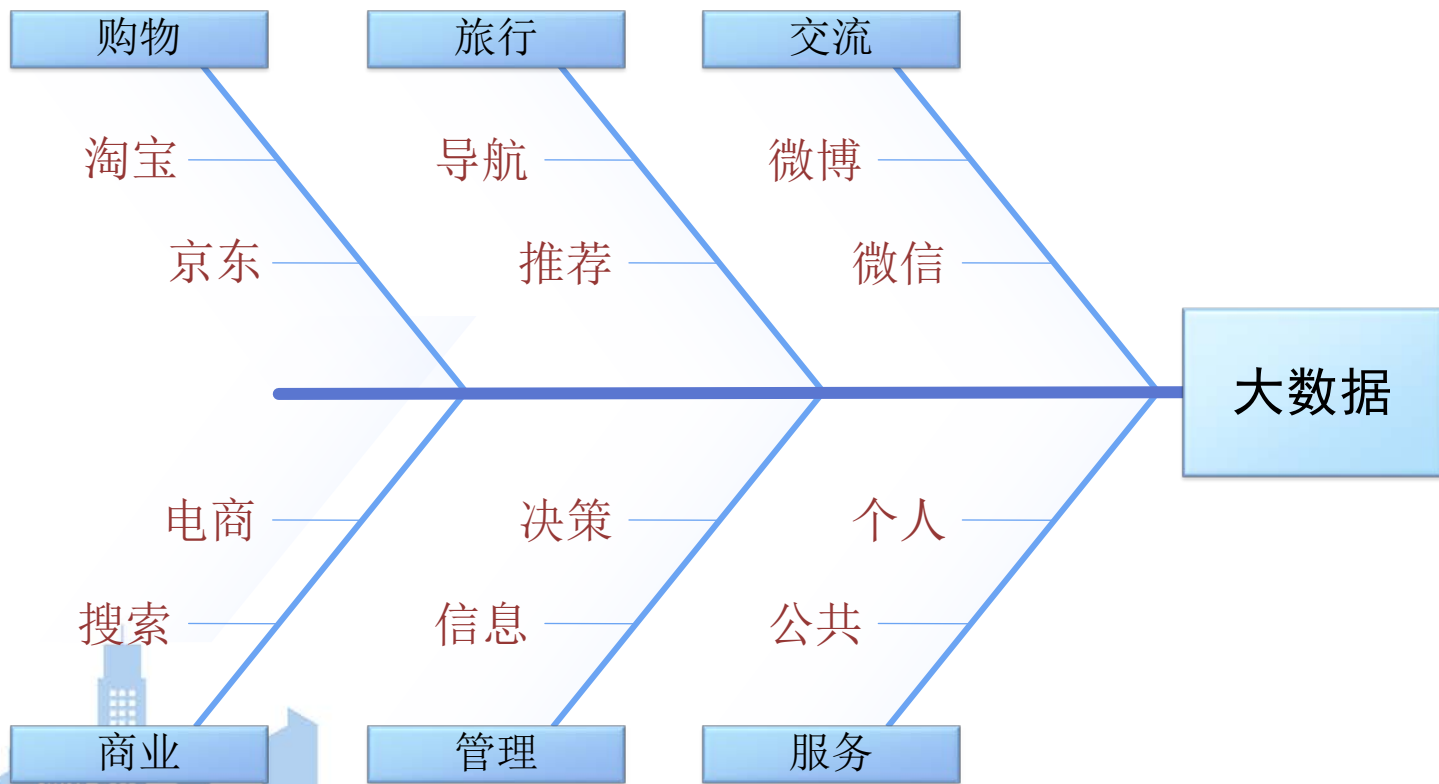 购物
旅行
交流
淘宝
导航
微博
京东
推荐
微信
大数据
电商
决策
个人
搜索
信息
公共
商业
管理
服务